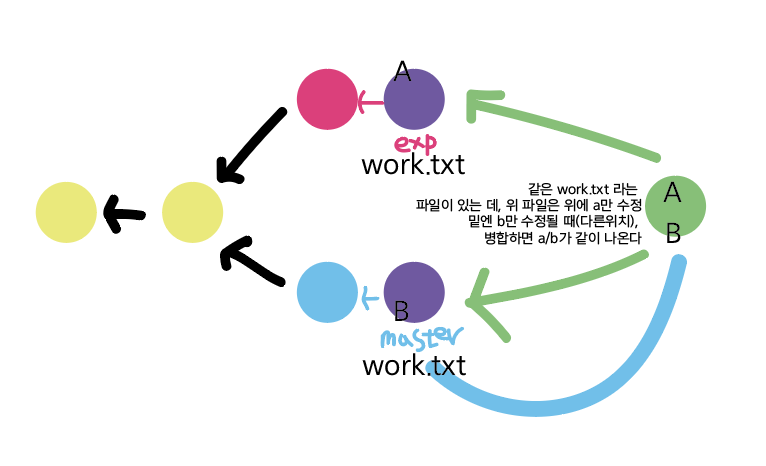 A
exp
work.txt
같은 work.txt 라는
파일이 있는 데, 위 파일은 위에 a만 수정
밑엔 b만 수정될 때(다른위치),
병합하면 a/b가 같이 나온다
A
B
B
master
work.txt